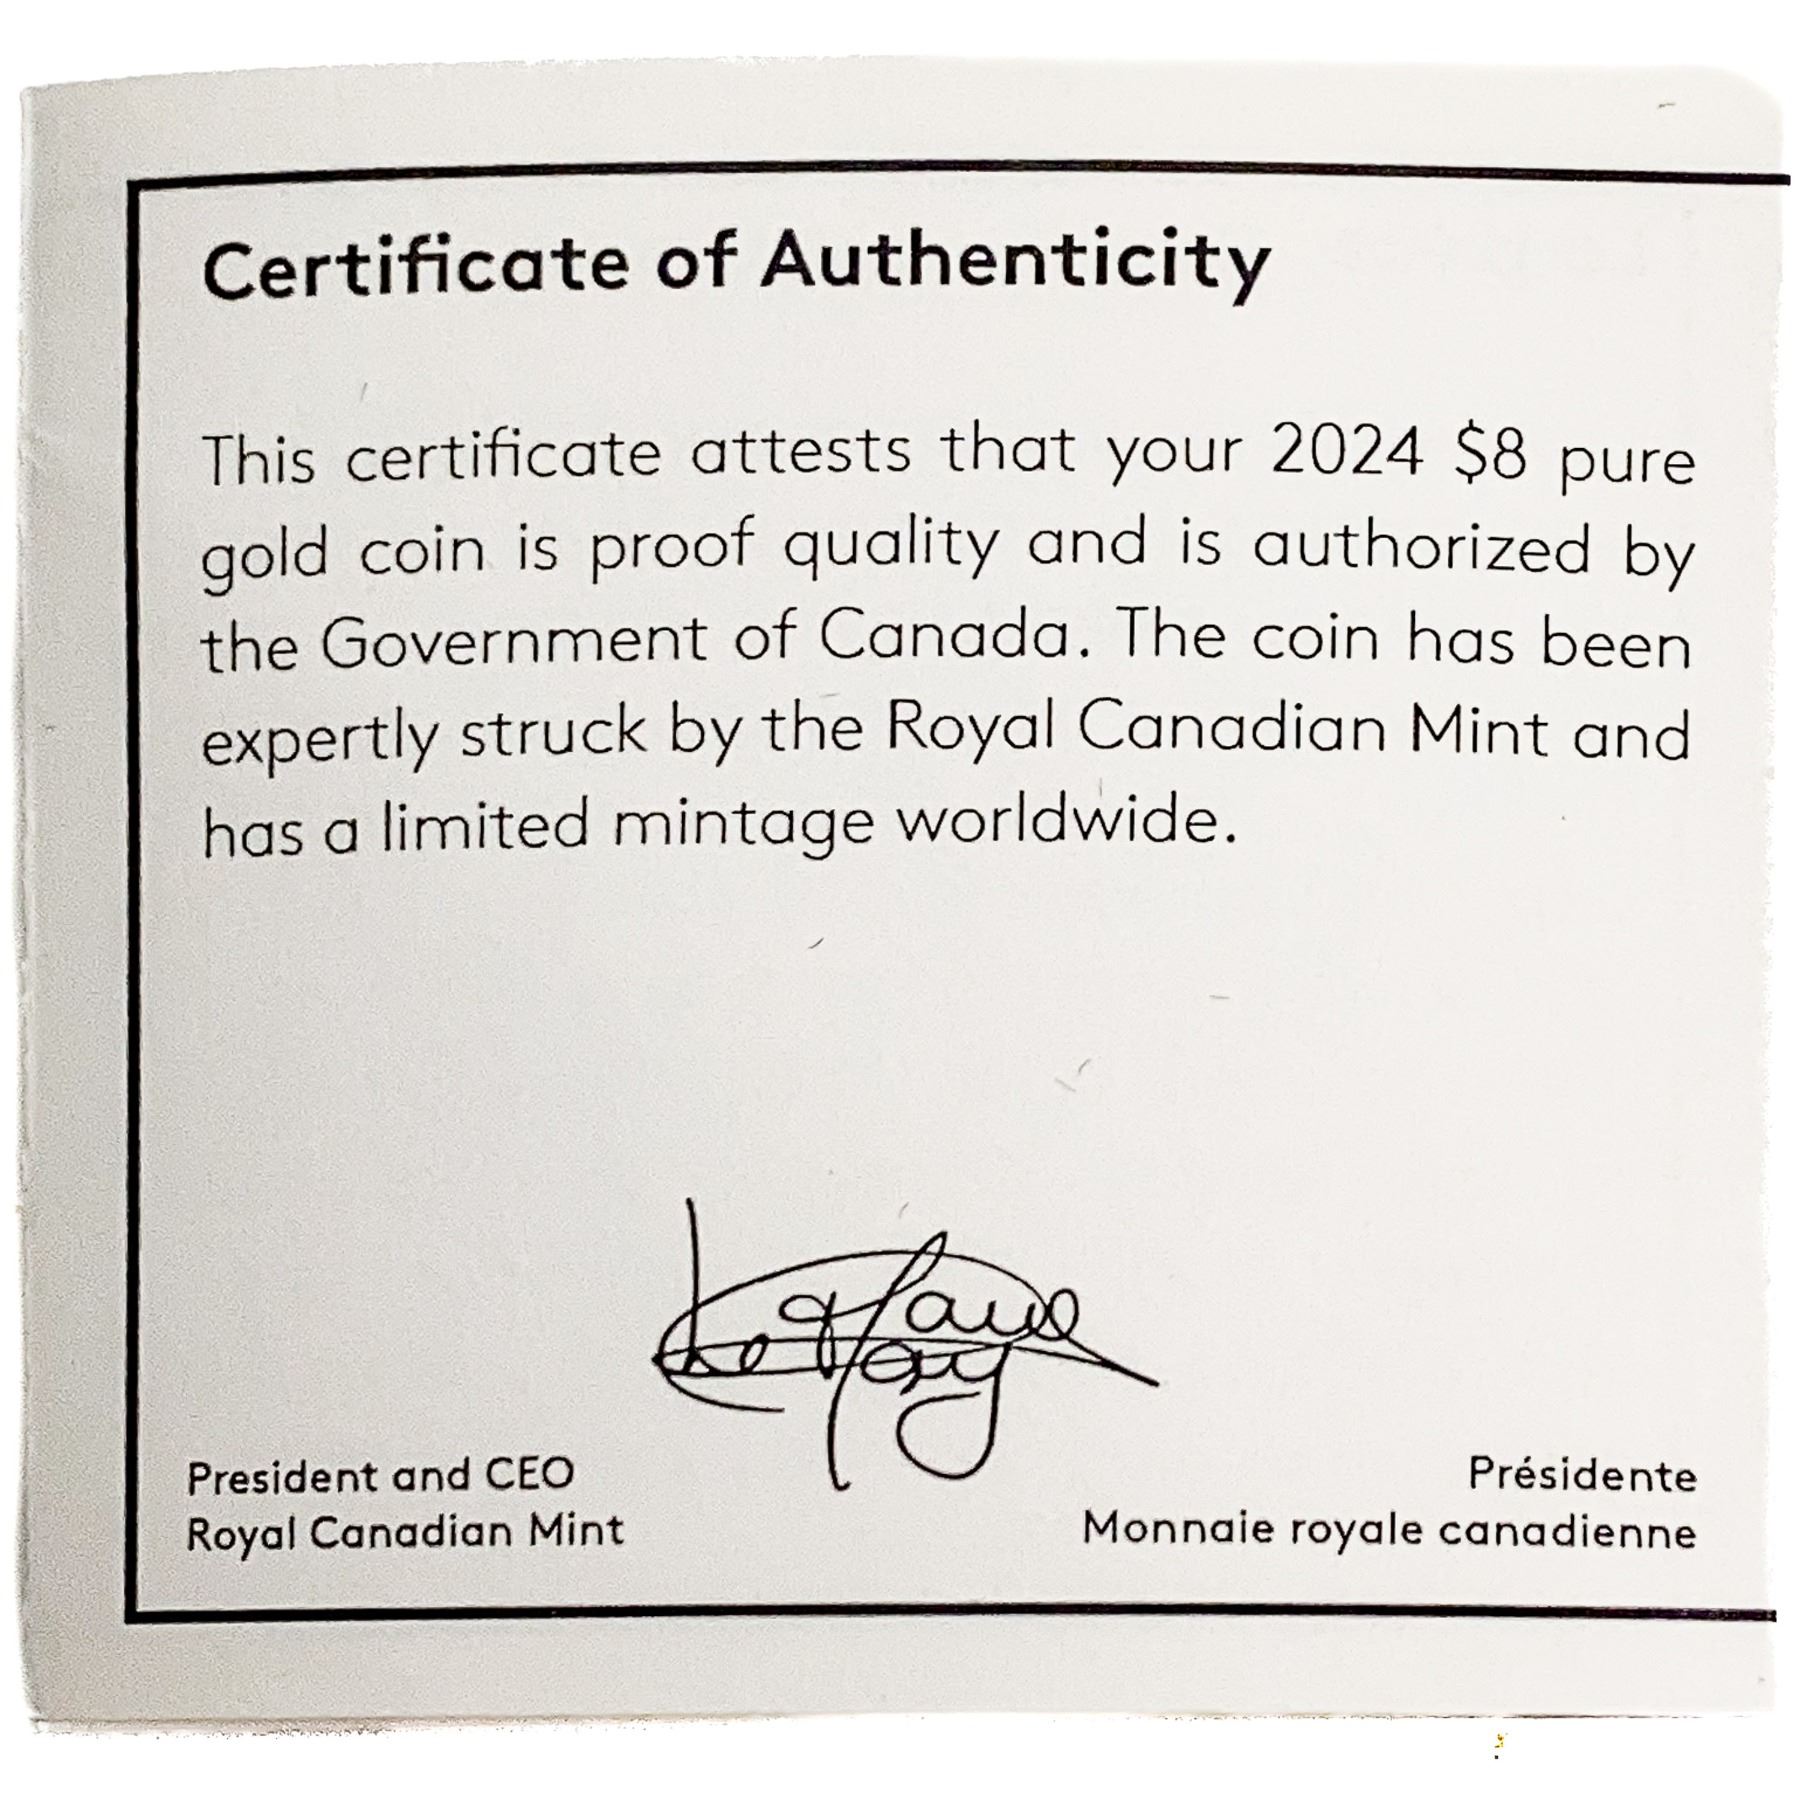 Certificate of Authenticity
This certificate attests that your 2024 $8 pure
gold coin is proof quality and is authorized by
the Government of Canada. The coin has been
expertly struck by the Royal Canadian Mint and
has a limited mintage worldwide.
President and CEO
Royal Canadian Mint
Présidente
Monnaie royale canadienne